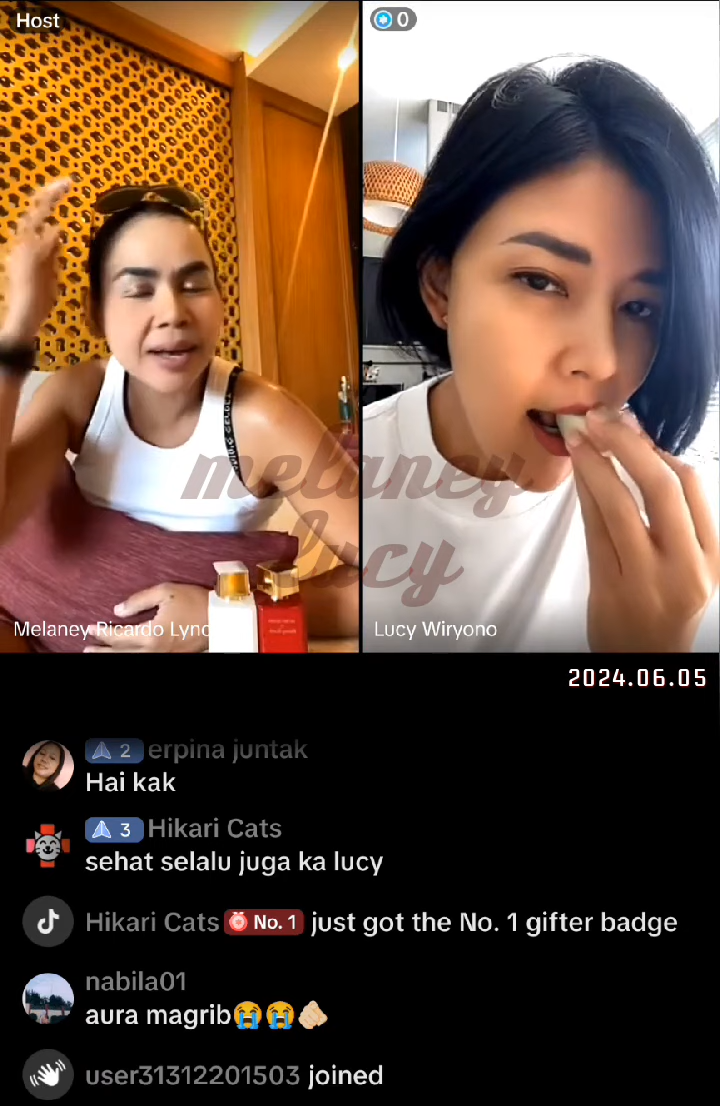 Host
0
melaney
lucy
Melaney Ricardo Lync
Lucy Wiryono
2024.06.05
2 erpina juntak
Hai kak
3 Hikari Cats
sehat selalu juga ka lucy
Hikari Cats No. 1 just got the No. 1 gifter badge
nabila01
aura magrib😭😭🫵🏻
user31312201503 joined